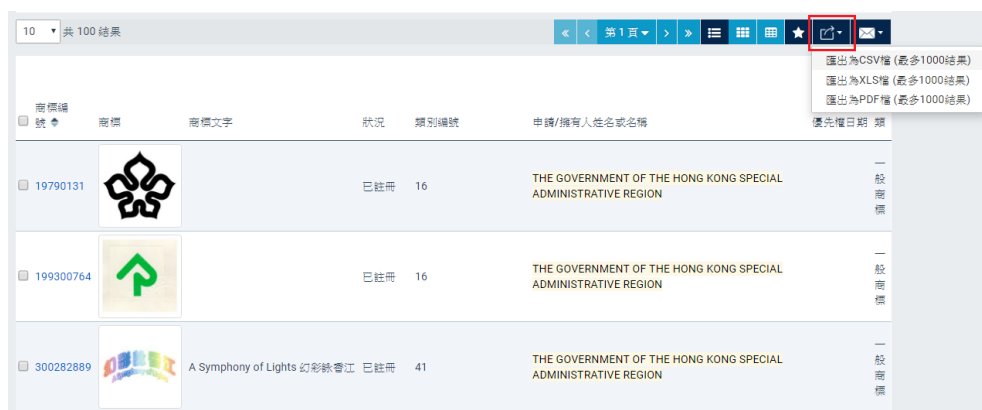 10 共 100 結果
« ‹ 第 1 頁 › »
匯出為CSV檔 (最多1000結果)
匯出為XLS檔 (最多1000結果)
匯出為PDF檔 (最多1000結果)
商標編
號 商標 商標文字 狀況 類別編號 申請/擁有人姓名或名稱 優先權日期 類
19790131 已註冊 16 THE GOVERNMENT OF THE HONG KONG SPECIAL
ADMINISTRATIVE REGION
一
般
商
標
199300764 已註冊 16 THE GOVERNMENT OF THE HONG KONG SPECIAL
ADMINISTRATIVE REGION
一
般
商
標
300282889 幻彩詠香江 A Symphony of Lights 幻彩詠香江 已註冊 41 THE GOVERNMENT OF THE HONG KONG SPECIAL
ADMINISTRATIVE REGION
一
般
商
標